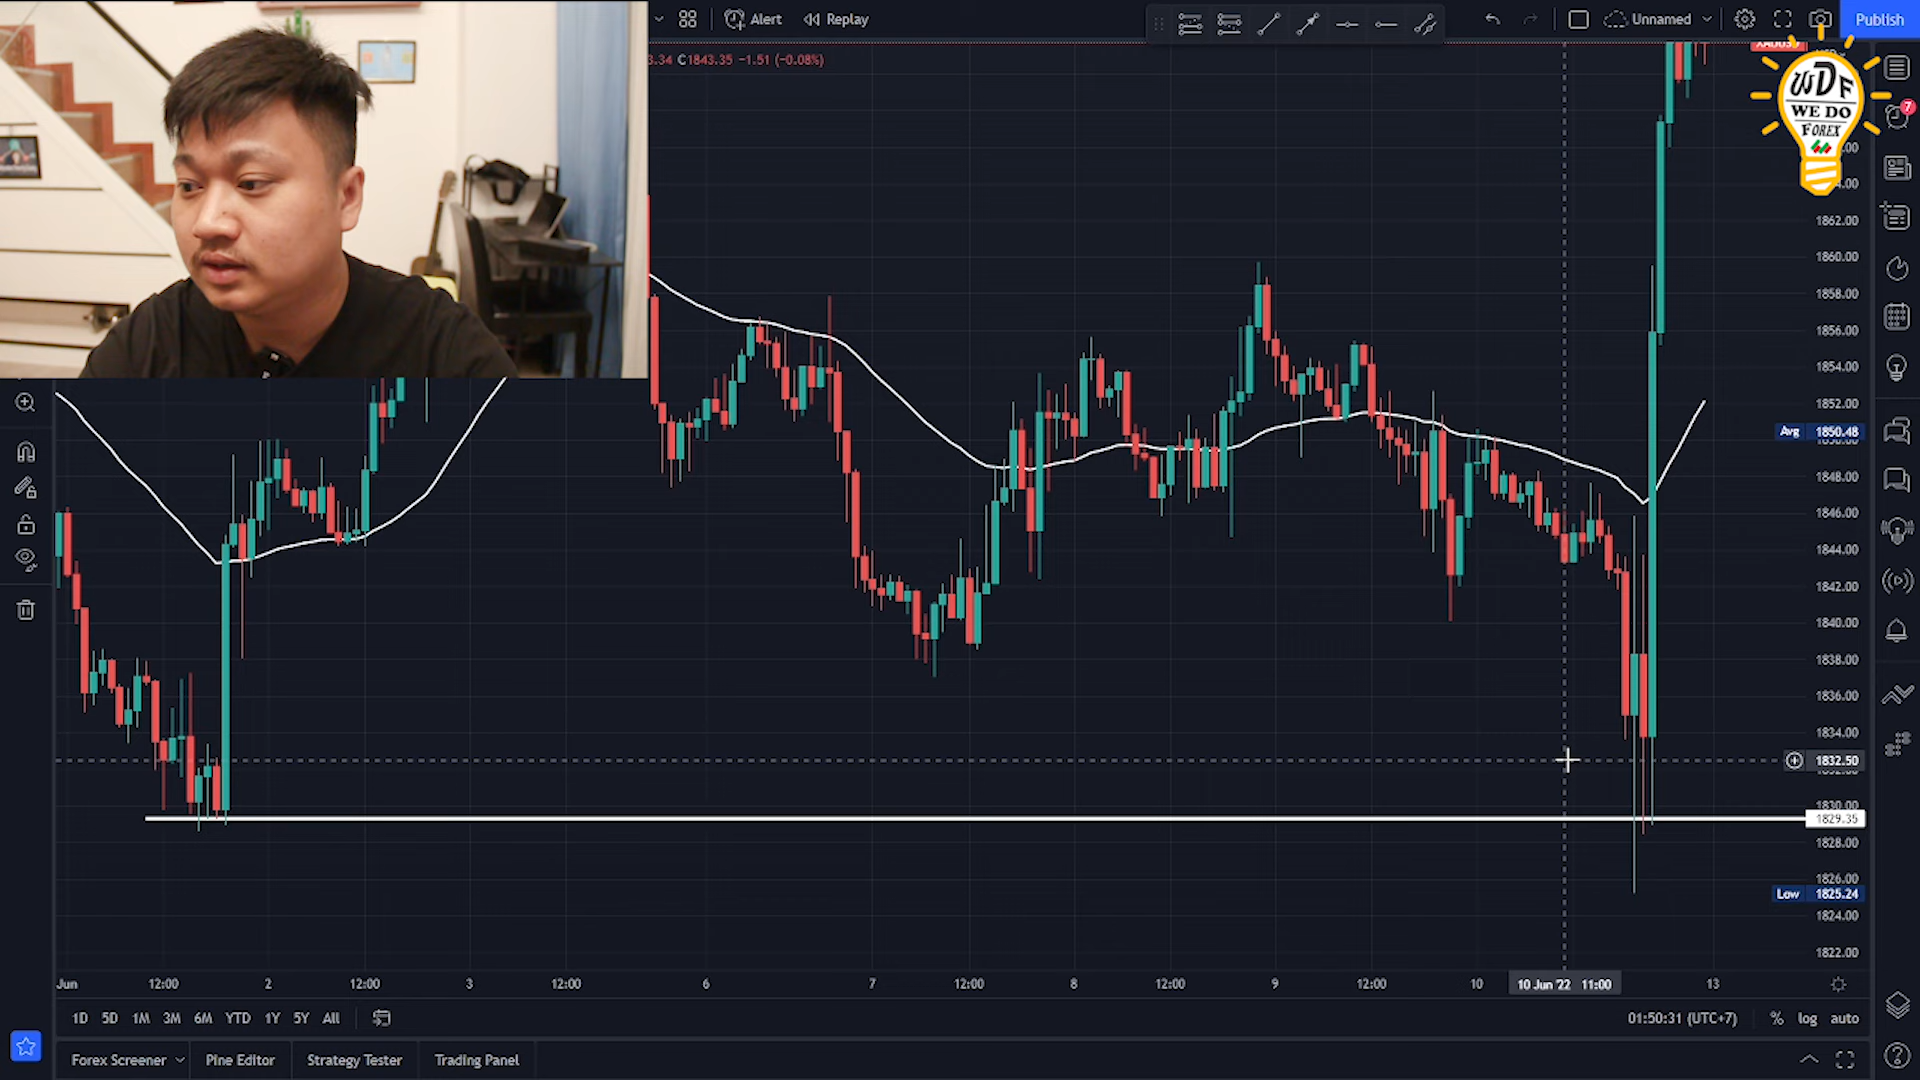 Alert
Replay
Unnamed
Publish
3.34 C1843.35 −1.51 (−0.08%)
7
WDF
WE DO
FOREX
1862.00
1860.00
1858.00
1856.00
1854.00
1852.00
Avg 1850.48
1848.00
1846.00
1844.00
1842.00
1840.00
1838.00
1836.00
1834.00
1832.50
1830.00
1829.35
1828.00
1826.00
Low 1825.24
1824.00
1822.00
Jun 12:00 2 12:00 3 12:00 6 7 12:00 8 12:00 9 12:00 10 10 Jun '22 11:00 13
1D 5D 1M 3M 6M YTD 1Y 5Y All
01:50:31 (UTC+7) % log auto
Forex Screener Pine Editor Strategy Tester Trading Panel